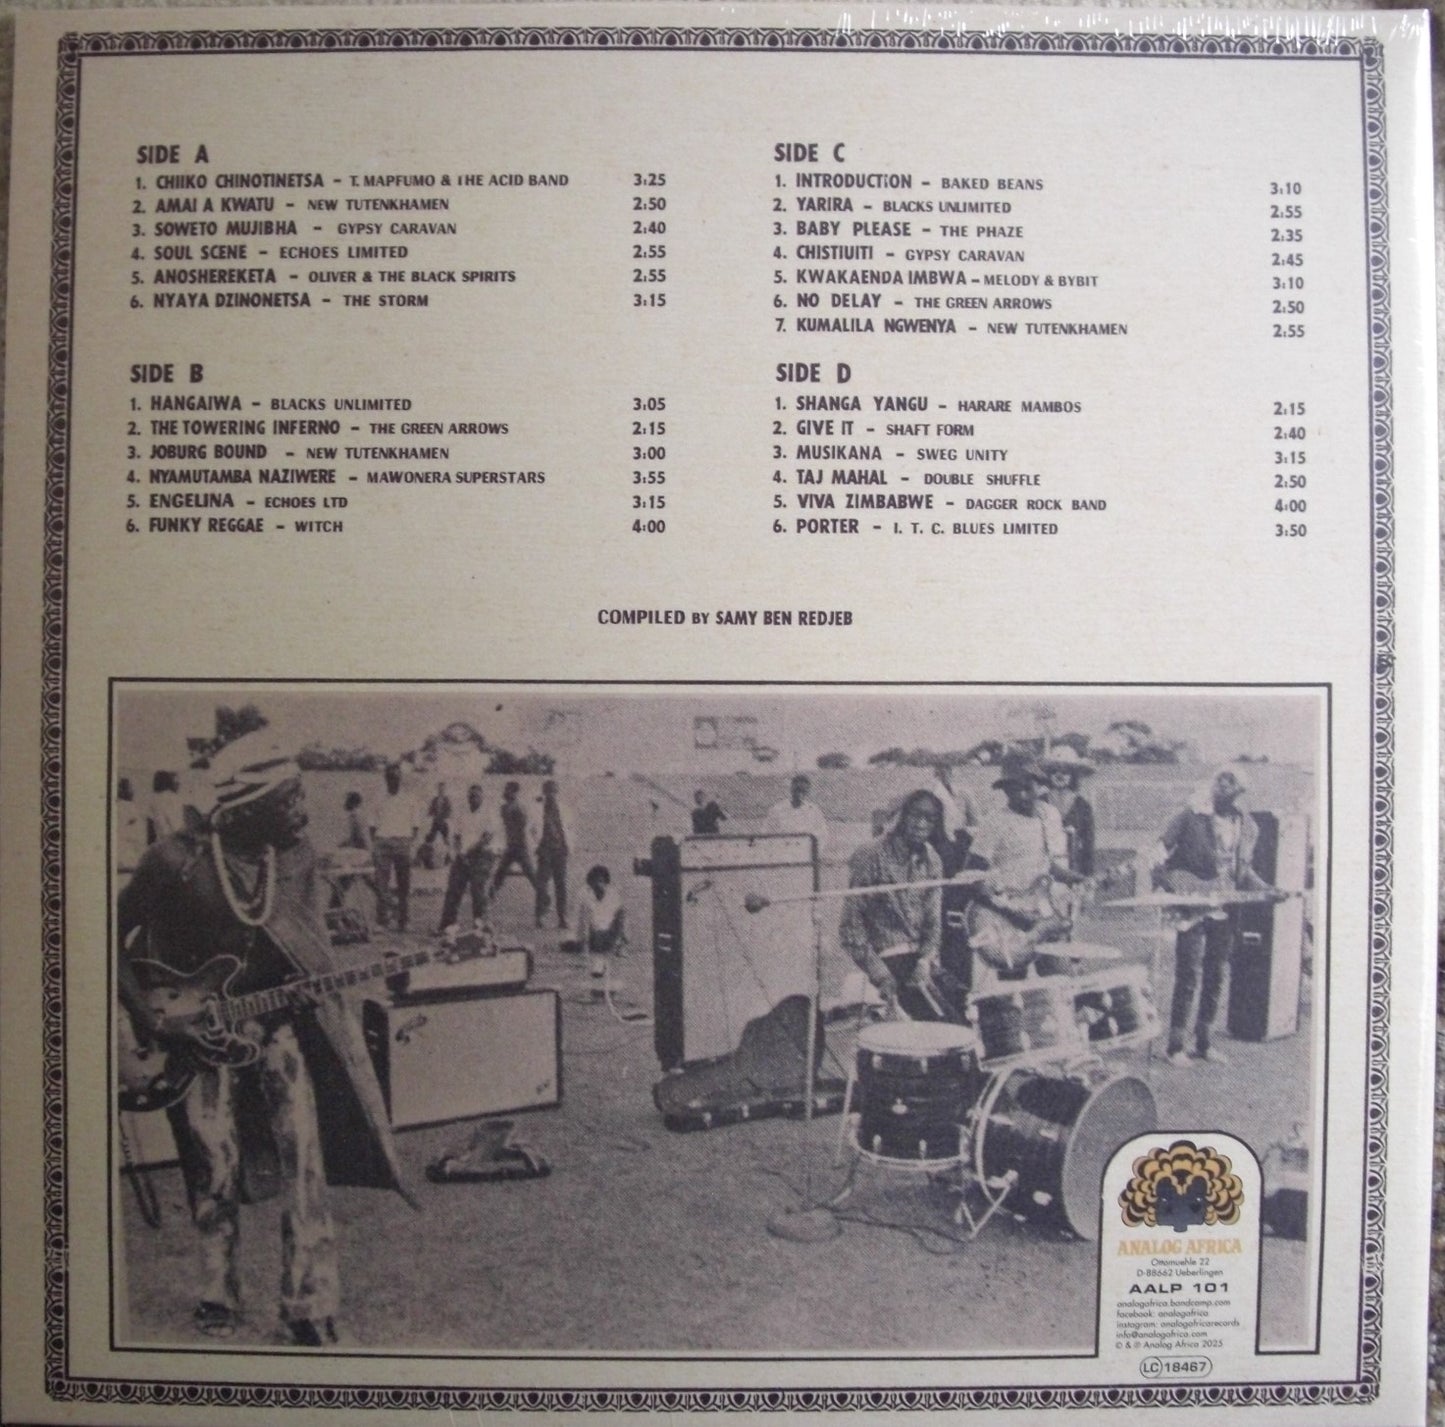 SIDE A
1. CHIIKO CHINOTINETSA - T. MAPFUMO & THE ACID BAND 3:25
2. AMAI A KWATU - NEW TUTENKHAMEN 2:50
3. SOWETO MUJIBHA - GYPSY CARAVAN 2:40
4. SOUL SCENE - ECHOES LIMITED 2:55
5. ANOSHEREKETA - OLIVER & THE BLACK SPIRITS 2:55
6. NYAYA DZINONETSA - THE STORM 3:15
SIDE B
1. HANGAIWA - BLACKS UNLIMITED 3:05
2. THE TOWERING INFERNO - THE GREEN ARROWS 2:15
3. JOBURG BOUND - NEW TUTENKHAMEN 3:00
4. NYAMUTAMBA NAZIWERE - MAWONERA SUPERSTARS 3:55
5. ENGELINA - ECHOES LTD 3:15
6. FUNKY REGGAE - WITCH 4:00
SIDE C
1. INTRODUCTiON - BAKED BEANS 3:10
2. YARIRA - BLACKS UNLIMITED 2:55
3. BABY PLEASE - THE PHAZE 2:35
4. CHISTIUITI - GYPSY CARAVAN 2:45
5. KWAKAENDA IMBWA - MELODY & BYBIT 3:10
6. NO DELAY - THE GREEN ARROWS 2:50
7. KUMALILA NGWENYA - NEW TUTENKHAMEN 2:55
SIDE D
1. SHANGA YANGU - HARARE MAMBOS 2:15
2. GIVE IT - SHAFT FORM 2:40
3. MUSIKANA - SWEG UNITY 3:15
4. TAJ MAHAL - DOUBLE SHUFFLE 2:50
5. VIVA ZIMBABWE - DAGGER ROCK BAND 4:00
6. PORTER - I. T. C. BLUES LIMITED 3:50
COMPILED BY SAMY BEN REDJEB
ANALOG AFRICA
Ottomuehle 22
D-88662 Ueberlingen
AALP 101
analogafrica.bandcamp.com
facebook: analogafrica
instagram: analogafricarecords
info@analogafrica.com
© & ℗ Analog Africa 2025
LC 18467